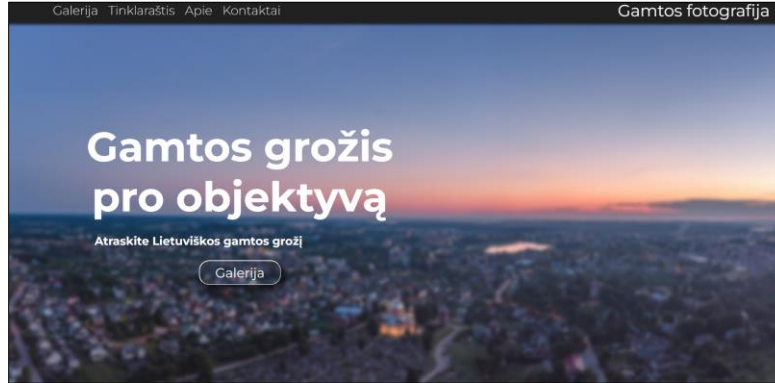 Galerija Tinklaraštis Apie Kontaktai
Gamtos fotografija
Gamtos grožis
pro objektyvą
Atraskite Lietuviškos gamtos grožį
Galerija